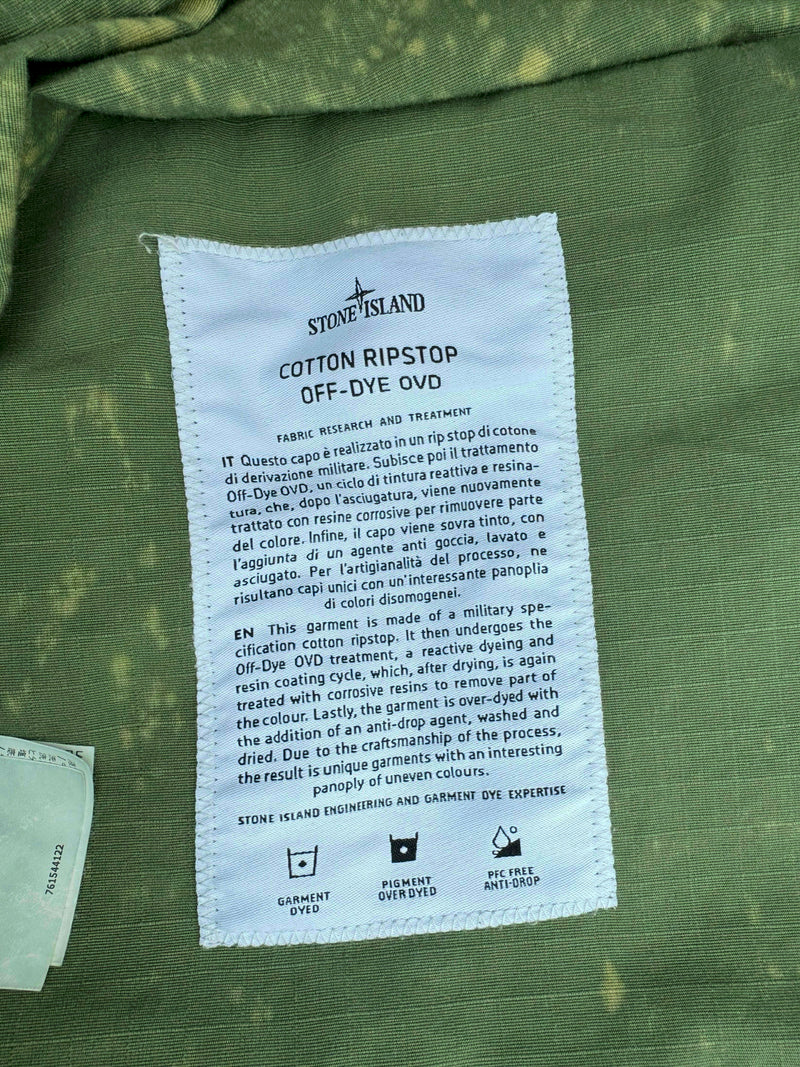 STONE ISLAND
COTTON RIPSTOP
OFF-DYE OVD
FABRIC RESEARCH AND TREATMENT
IT Questo capo è realizzato in un rip stop di cotone
di derivazione militare. Subisce poi il trattamento
Off-Dye OVD, un ciclo di tintura reattiva e resina-
tura, che, dopo l'asciugatura, viene nuovamente
trattato con resine corrosive per rimuovere parte
del colore. Infine, il capo viene sovra tinto, con
l'aggiunta di un agente anti goccia, lavato e
asciugato. Per l'artigianalità del processo, ne
risultano capi unici con un'interessante panoplia
di colori disomogenei.
EN This garment is made of a military spe-
cification cotton ripstop. It then undergoes the
Off-Dye OVD treatment, a reactive dyeing and
resin coating cycle, which, after drying, is again
treated with corrosive resins to remove part of
the colour. Lastly, the garment is over-dyed with
the addition of an anti-drop agent, washed and
dried. Due to the craftsmanship of the process,
the result is unique garments with an interesting
panoply of uneven colours.
STONE ISLAND ENGINEERING AND GARMENT DYE EXPERTISE
GARMENT
DYED
PIGMENT
OVER DYED
PFC FREE
ANTI-DROP
761544122